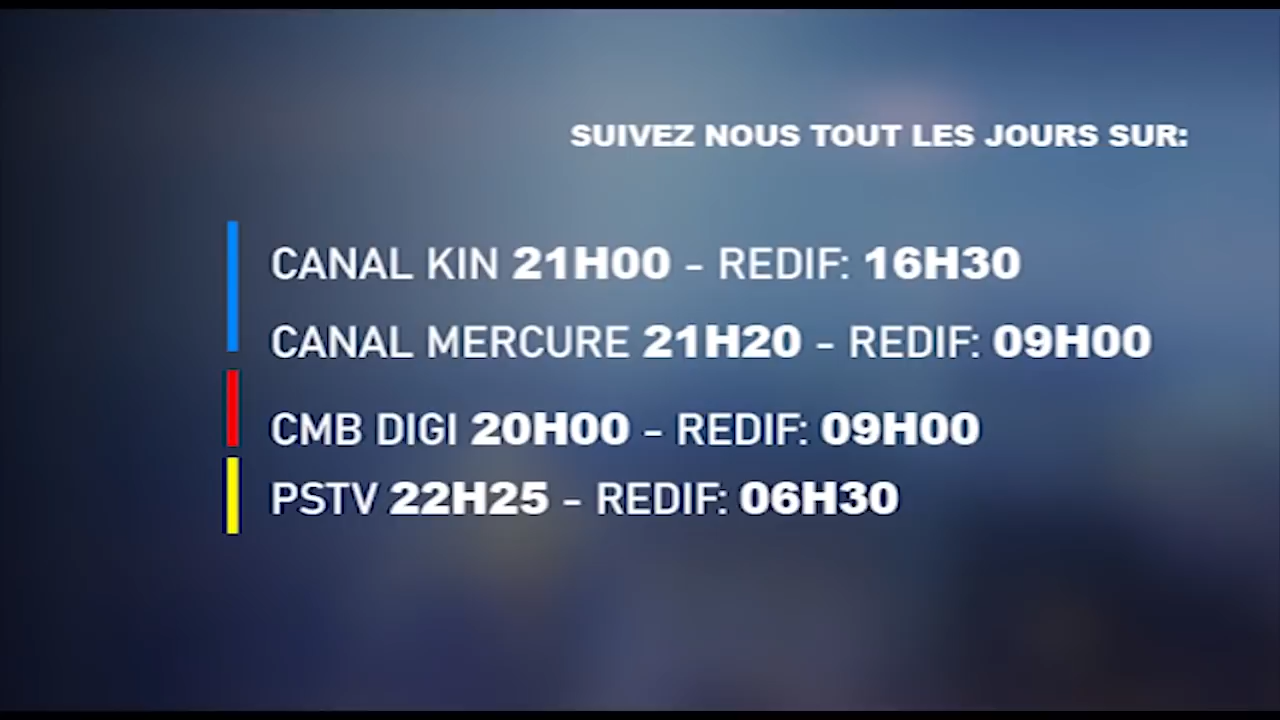 SUIVEZ NOUS TOUT LES JOURS SUR:
CANAL KIN 21H00 - REDIF: 16H30
CANAL MERCURE 21H20 - REDIF: 09H00
CMB DIGI 20H00 - REDIF: 09H00
PSTV 22H25 - REDIF: 06H30